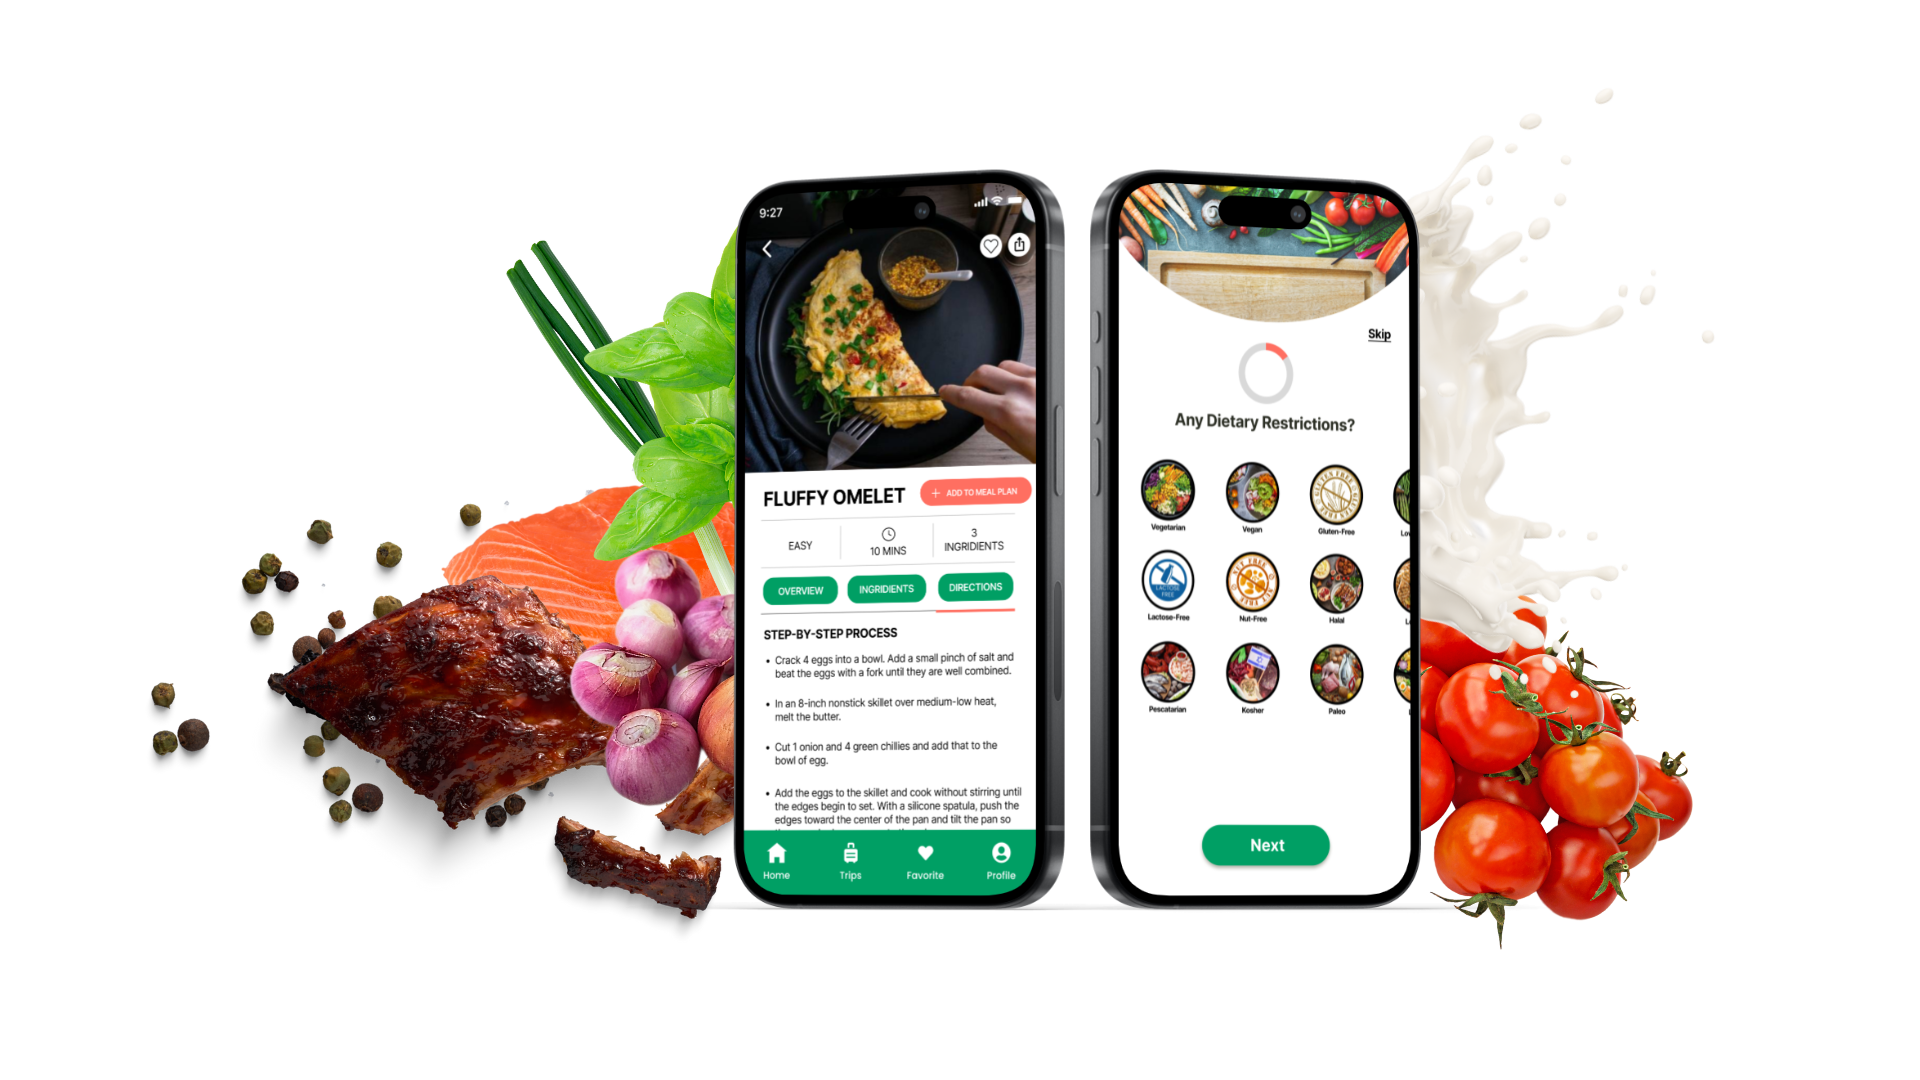 9:27
FLUFFY OMELET
+ ADD TO MEAL PLAN
EASY
10 MINS
3
INGRIDIENTS
OVERVIEW
INGRIDIENTS
DIRECTIONS
STEP-BY-STEP PROCESS
• Crack 4 eggs into a bowl. Add a small pinch of salt and
beat the eggs with a fork until they are well combined.
• In an 8-inch nonstick skillet over medium-low heat,
melt the butter.
• Cut 1 onion and 4 green chillies and add that to the
bowl of egg.
• Add the eggs to the skillet and cook without stirring until
the edges begin to set. With a silicone spatula, push the
edges toward the center of the pan and tilt the pan so
Home
Trips
Favorite
Profile
Skip
Any Dietary Restrictions?
Vegetarian
Vegan
GLUTEN FREE
Gluten-Free
LACTOSE
FREE
Lactose-Free
NUT FREE
Nut-Free
Halal
Pescatarian
Kosher
Paleo
Next